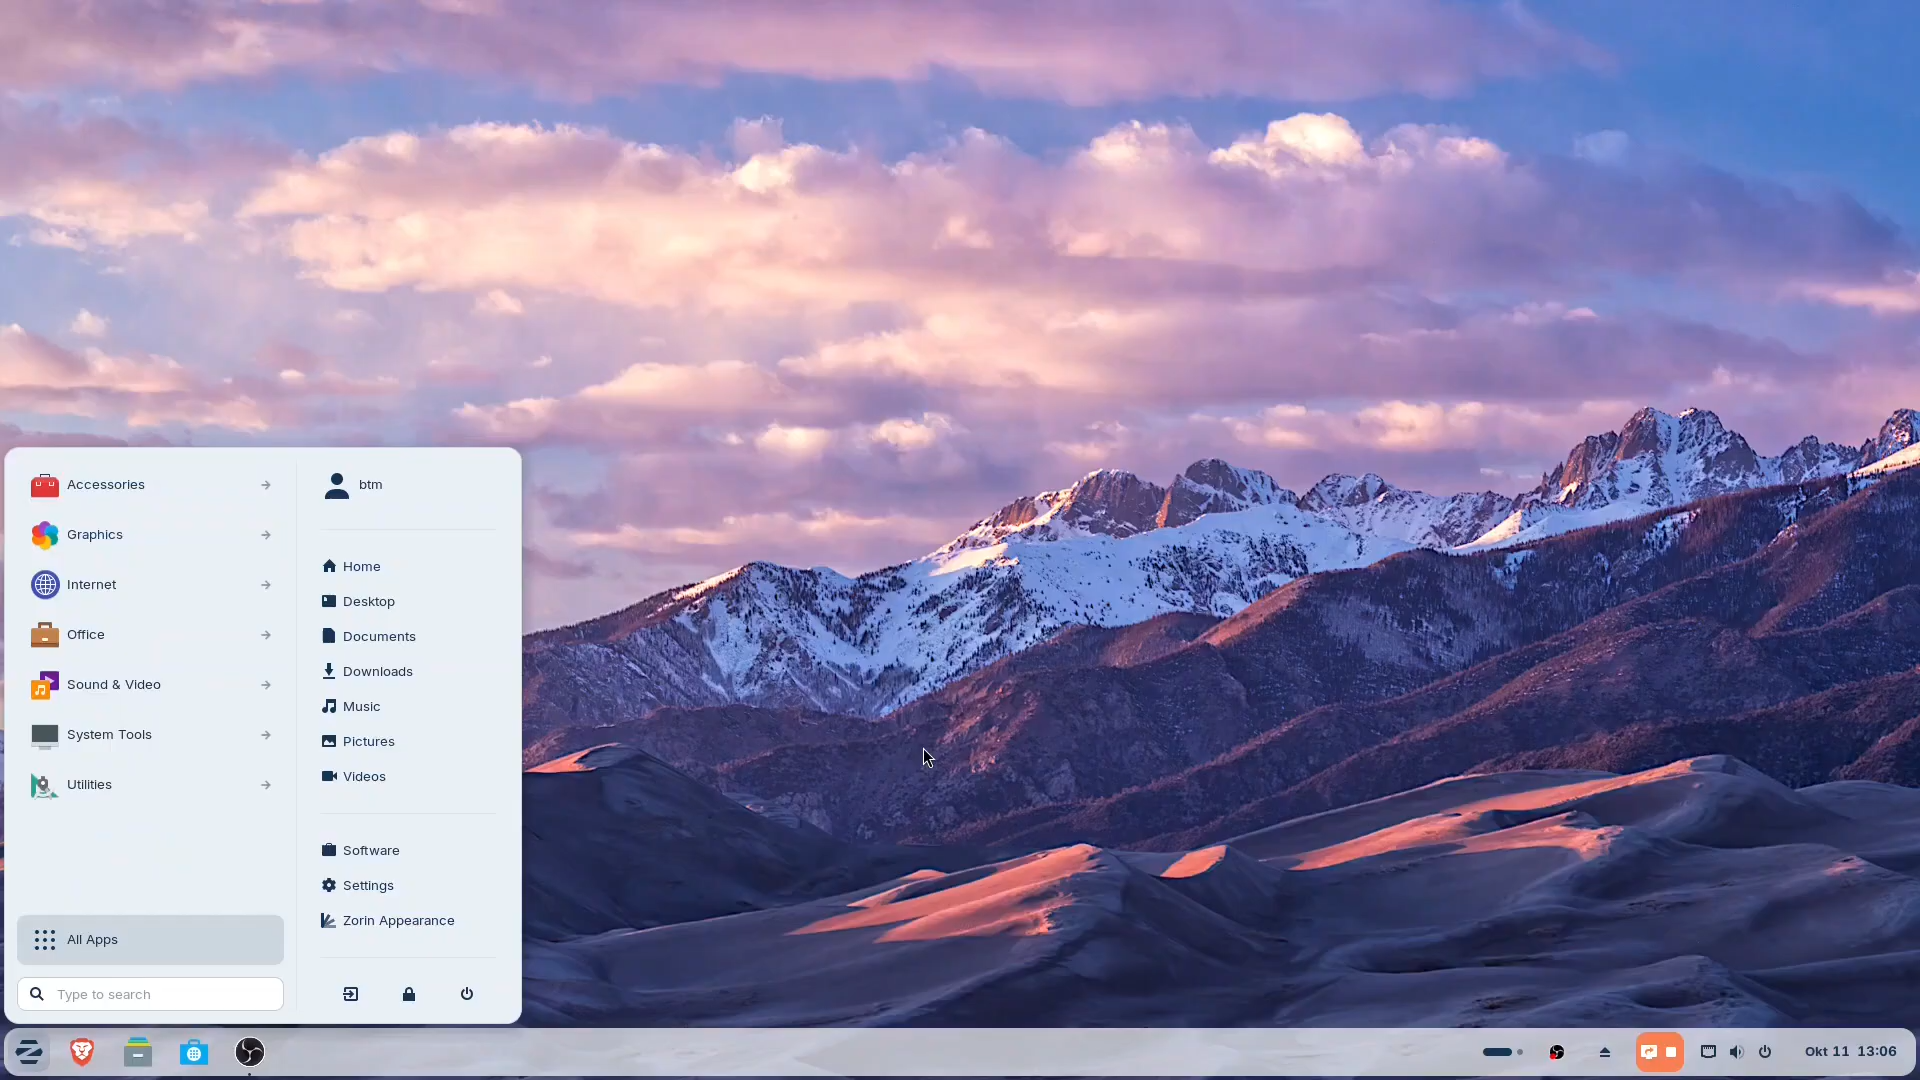 Accessories
Graphics
Internet
Office
Sound & Video
System Tools
Utilities
All Apps
Type to search
btm
Home
Desktop
Documents
Downloads
Music
Pictures
Videos
Software
Settings
Zorin Appearance
Okt 11 13:06